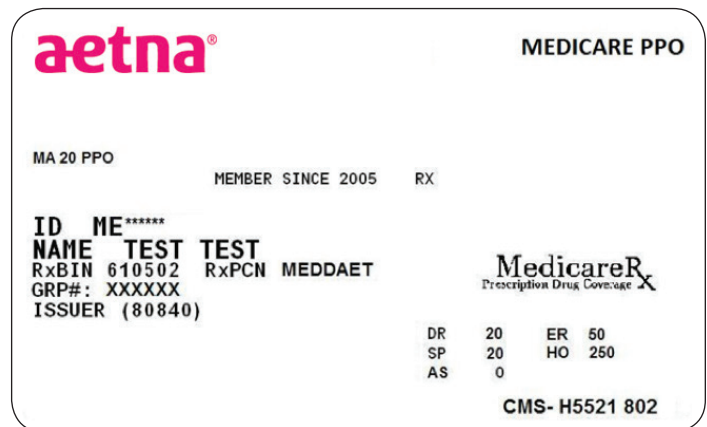 aetna®
MEDICARE PPO
MA 20 PPO
MEMBER SINCE 2005 RX
ID ME******
NAME TEST TEST
RxBIN 610502 RxPCN MEDDAET
GRP#: XXXXXX
ISSUER (80840)
MedicareRx
Prescription Drug Coverage X
DR 20 ER 50
SP 20 HO 250
AS 0
CMS- H5521 802